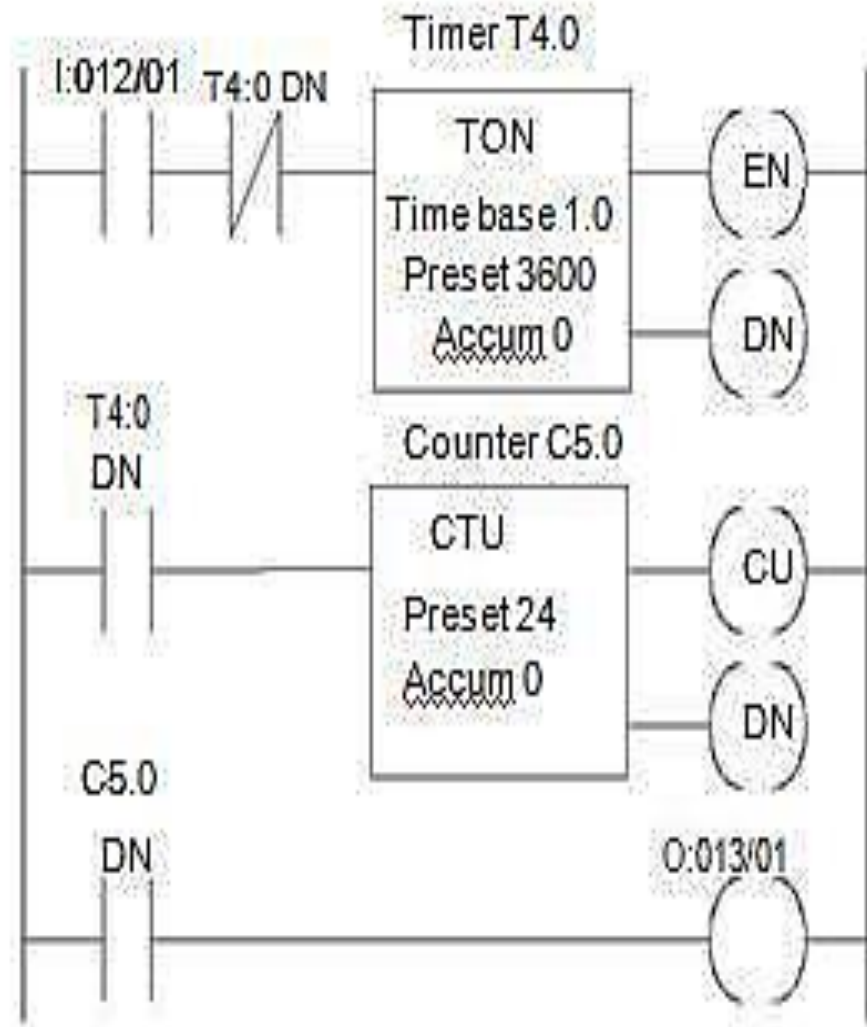 Timer T4.0
I:012/01 T4:0 DN
TON
EN
Time base 1.0
Preset 3600
Accum 0
DN
T4:0
DN
Counter C5.0
CTU
CU
Preset 24
Accum 0
DN
C5.0
DN
O:013/01